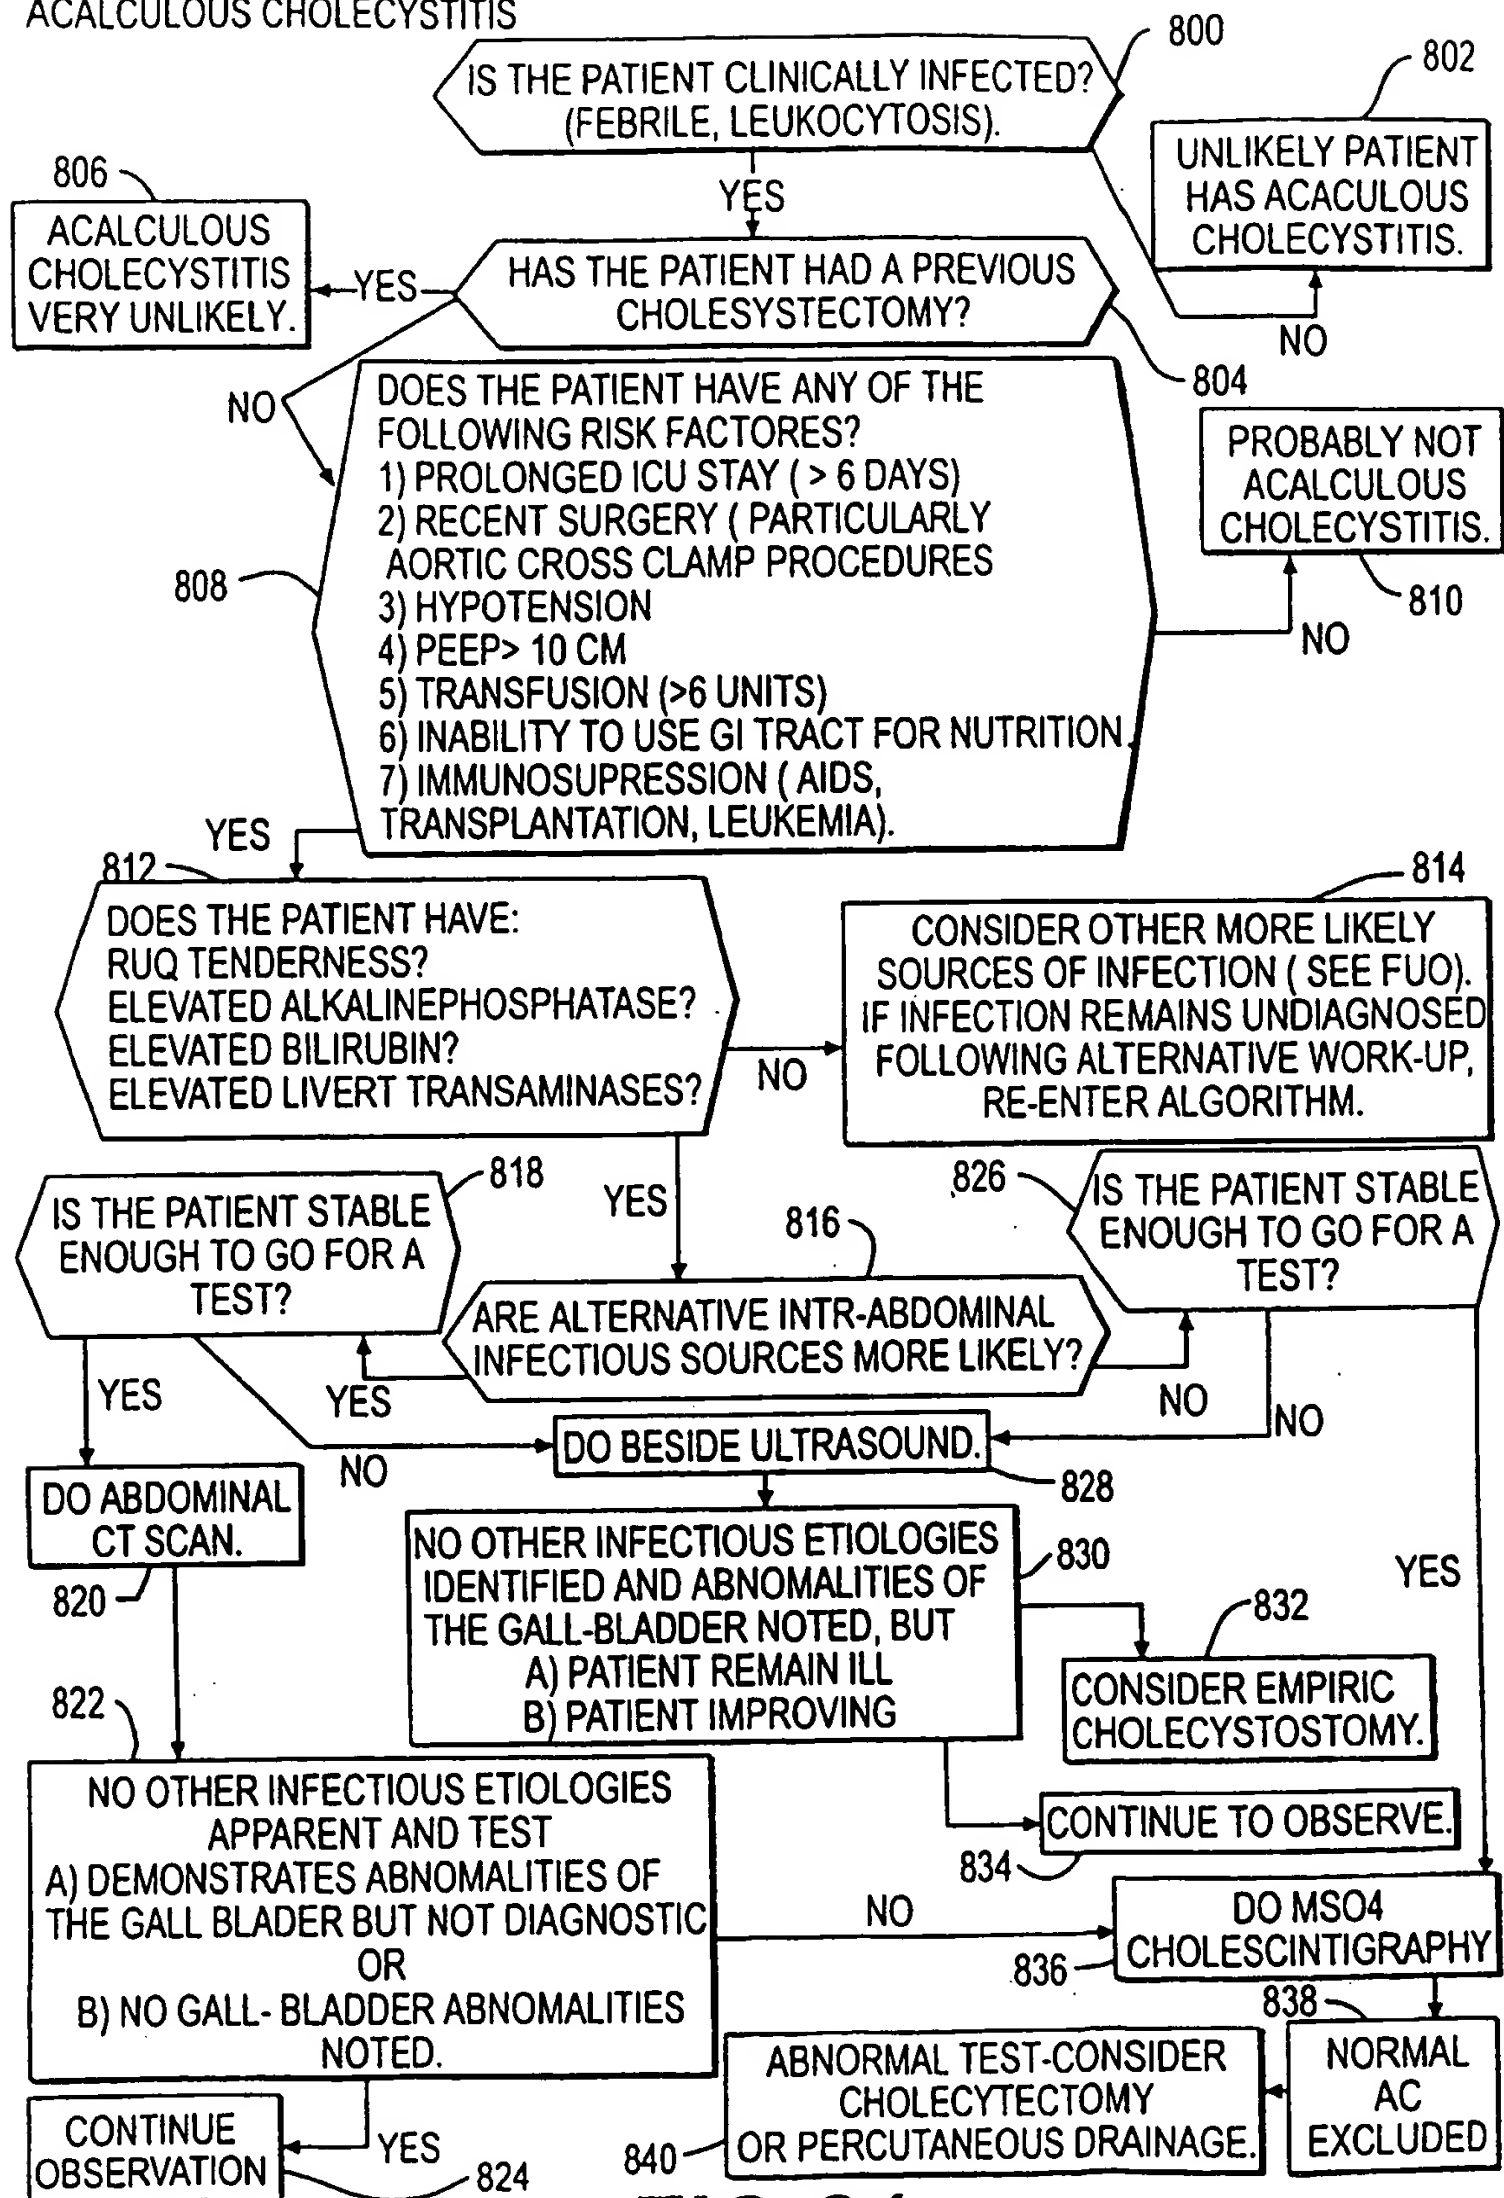 ACALCULOUS CHOLECYSTITIS
800
IS THE PATIENT CLINICALLY INFECTED?
(FEBRILE, LEUKOCYTOSIS).
802
UNLIKELY PATIENT
HAS ACACULOUS
CHOLECYSTITIS.
NO
YES
806
ACALCULOUS
CHOLECYSTITIS
VERY UNLIKELY.
YES
HAS THE PATIENT HAD A PREVIOUS
CHOLESYSTECTOMY?
804
NO
DOES THE PATIENT HAVE ANY OF THE
FOLLOWING RISK FACTORES?
1) PROLONGED ICU STAY ( > 6 DAYS)
2) RECENT SURGERY ( PARTICULARLY
AORTIC CROSS CLAMP PROCEDURES
3) HYPOTENSION
4) PEEP> 10 CM
5) TRANSFUSION (>6 UNITS)
6) INABILITY TO USE GI TRACT FOR NUTRITION.
7) IMMUNOSUPRESSION ( AIDS,
TRANSPLANTATION, LEUKEMIA).
808
PROBABLY NOT
ACALCULOUS
CHOLECYSTITIS.
810
NO
YES
812
DOES THE PATIENT HAVE:
RUQ TENDERNESS?
ELEVATED ALKALINEPHOSPHATASE?
ELEVATED BILIRUBIN?
ELEVATED LIVERT TRANSAMINASES?
NO
814
CONSIDER OTHER MORE LIKELY
SOURCES OF INFECTION ( SEE FUO).
IF INFECTION REMAINS UNDIAGNOSED
FOLLOWING ALTERNATIVE WORK-UP,
RE-ENTER ALGORITHM.
YES
818
IS THE PATIENT STABLE
ENOUGH TO GO FOR A
TEST?
816
ARE ALTERNATIVE INTR-ABDOMINAL
INFECTIOUS SOURCES MORE LIKELY?
826
IS THE PATIENT STABLE
ENOUGH TO GO FOR A
TEST?
YES
YES
NO
NO
NO
DO BESIDE ULTRASOUND.
828
DO ABDOMINAL
CT SCAN.
820
NO OTHER INFECTIOUS ETIOLOGIES
IDENTIFIED AND ABNOMALITIES OF
THE GALL-BLADDER NOTED, BUT
A) PATIENT REMAIN ILL
B) PATIENT IMPROVING
830
YES
832
CONSIDER EMPIRIC
CHOLECYSTOSTOMY.
822
NO OTHER INFECTIOUS ETIOLOGIES
APPARENT AND TEST
A) DEMONSTRATES ABNOMALITIES OF
THE GALL BLADER BUT NOT DIAGNOSTIC
OR
B) NO GALL- BLADDER ABNOMALITIES
NOTED.
CONTINUE TO OBSERVE.
834
NO
DO MSO4
CHOLESCINTIGRAPHY
836
838
NORMAL
AC
EXCLUDED
ABNORMAL TEST-CONSIDER
CHOLECYTECTOMY
OR PERCUTANEOUS DRAINAGE.
840
YES
CONTINUE
OBSERVATION
824